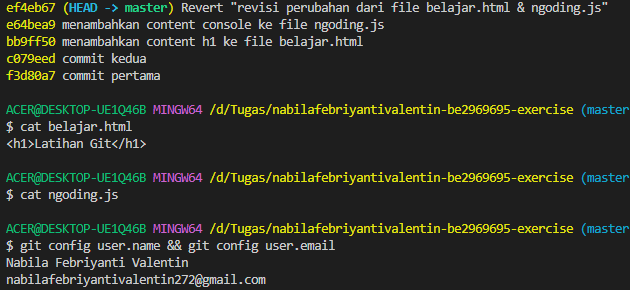 ef4eb67 (HEAD -> master) Revert "revisi perubahan dari file belajar.html & ngoding.js"
e64bea9 menambahkan content console ke file ngoding.js
bb9ff50 menambahkan content h1 ke file belajar.html
c079eed commit kedua
f3d80a7 commit pertama
ACER@DESKTOP-UE1Q46B MINGW64 /d/Tugas/nabilafebriyantivalentin-be2969695-exercise (master
$ cat belajar.html
<h1>Latihan Git</h1>
ACER@DESKTOP-UE1Q46B MINGW64 /d/Tugas/nabilafebriyantivalentin-be2969695-exercise (master
$ cat ngoding.js
ACER@DESKTOP-UE1Q46B MINGW64 /d/Tugas/nabilafebriyantivalentin-be2969695-exercise (master
$ git config user.name && git config user.email
Nabila Febriyanti Valentin
nabilafebriyantivalentin272@gmail.com